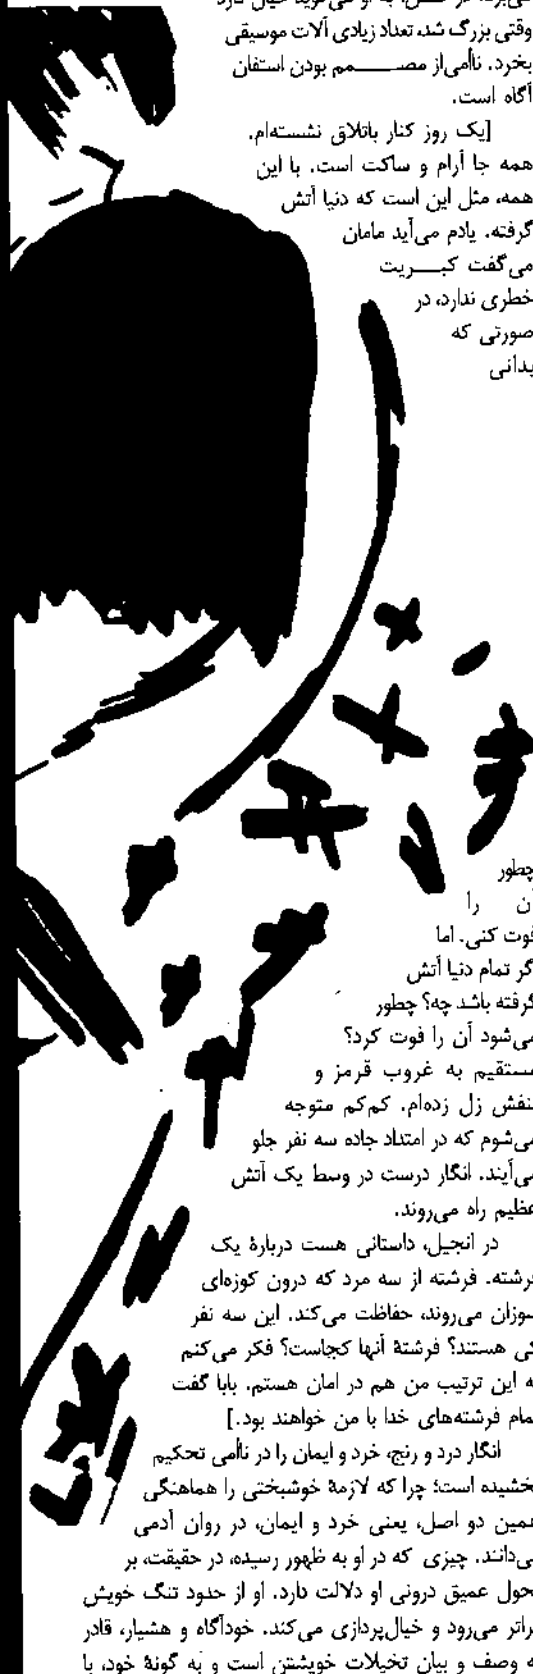 وقتی بزرگ شد، تعداد زیادی آلات موسیقی
بخرد. نائمی از مصـــــمم بودن استفان
آگاه است.
[یک روز کنار باتلاق نشسته‌ام.
همه جا آرام و ساکت است. با این
همه، مثل این است که دنیا آتش
گرفته. یادم می‌آید مامان
می‌گفت کبـــریت
خطری ندارد، در
صورتی که
بدانی
چطور
آن را
فوت کنی. اما
گر تمام دنیا آتش
گرفته باشد چه؟ چطور
می‌شود آن را فوت کرد؟
مستقیم به غروب قرمز و
بنفش زل زده‌ام. کم‌کم متوجه
می‌شوم که در امتداد جاده سه نفر جلو
می‌آیند. انگار درست در وسط یک آتش
عظیم راه می‌روند.
در انجیل، داستانی هست دربارهٔ یک
فرشته. فرشته از سه مرد که درون کوزه‌ای
سوزان می‌روند، حفاظت می‌کند. این سه نفر
کی هستند؟ فرشتهٔ آنها کجاست؟ فکر می‌کنم
به این ترتیب من هم در امان هستم. بابا گفت
تمام فرشته‌های خدا با من خواهند بود.]
انگار درد و رنج، خرد و ایمان را در نائمی تحکیم
بخشیده است؛ چرا که لازمهٔ خوشبختی را هماهنگی
همین دو اصل، یعنی خرد و ایمان، در روان آدمی
می‌دانند. چیزی که در او به ظهور رسیده، در حقیقت، بر
تحول عمیق درونی او دلالت دارد. او از حدود تنگ خویش
فراتر می‌رود و خیال‌پردازی می‌کند. خودآگاه و هشیار، قادر
به وصف و بیان تخیلات خویشتن است و به گونهٔ خود، با